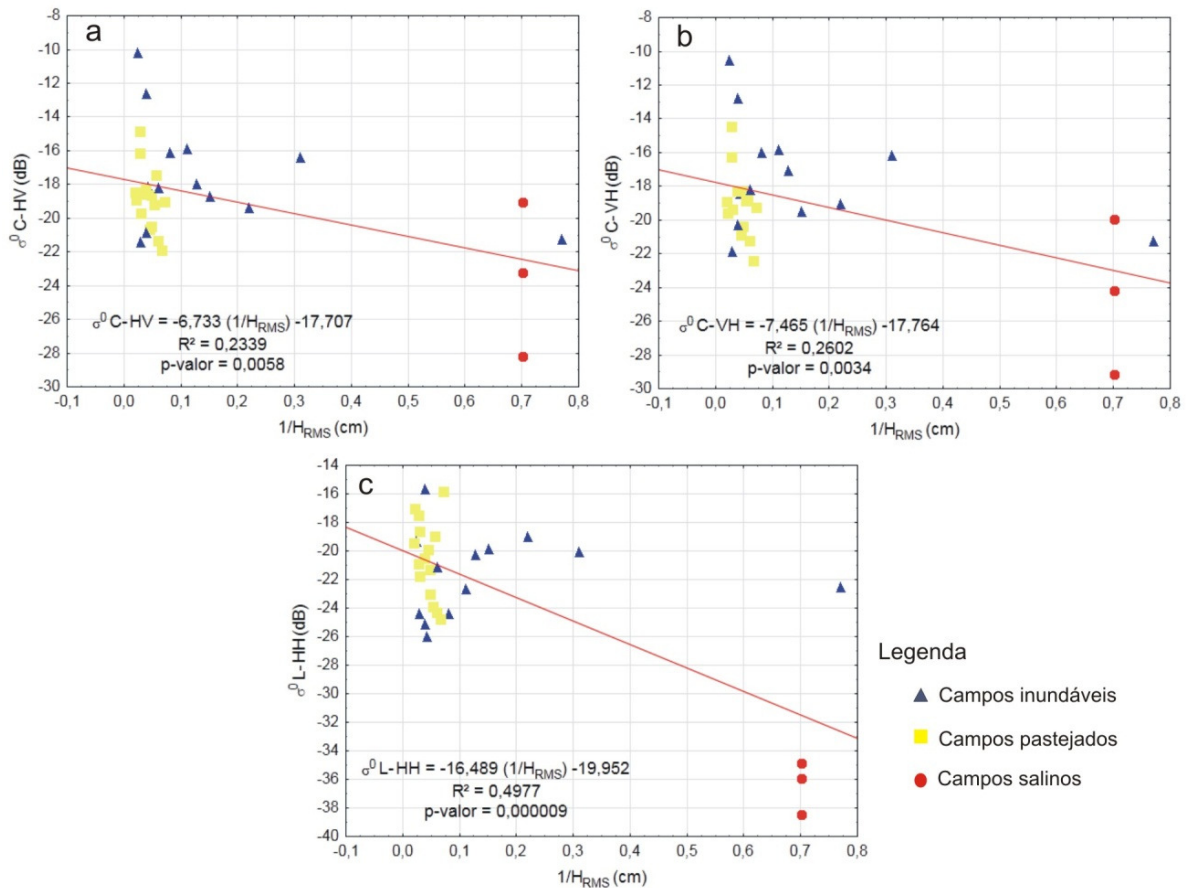 a
-8
-10
-12
-14
-16
-18
-20
-22
-24
-26
-28
-30
σ⁰ C-HV (dB)
σ⁰ C-HV = -6,733 (1/H_RMS) -17,707
R² = 0,2339
p-valor = 0,0058
-0,1 0,0 0,1 0,2 0,3 0,4 0,5 0,6 0,7 0,8
1/H_RMS (cm)
b
-8
-10
-12
-14
-16
-18
-20
-22
-24
-26
-28
-30
σ⁰ C-VH (dB)
σ⁰ C-VH = -7,465 (1/H_RMS) -17,764
R² = 0,2602
p-valor = 0,0034
-0,1 0,0 0,1 0,2 0,3 0,4 0,5 0,6 0,7 0,8
1/H_RMS (cm)
c
-14
-16
-18
-20
-22
-24
-26
-28
-30
-32
-34
-36
-38
-40
σ⁰ L-HH (dB)
σ⁰ L-HH = -16,489 (1/H_RMS) -19,952
R² = 0,4977
p-valor = 0,000009
-0,1 0,0 0,1 0,2 0,3 0,4 0,5 0,6 0,7 0,8
1/H_RMS (cm)
Legenda
Campos inundáveis
Campos pastejados
Campos salinos